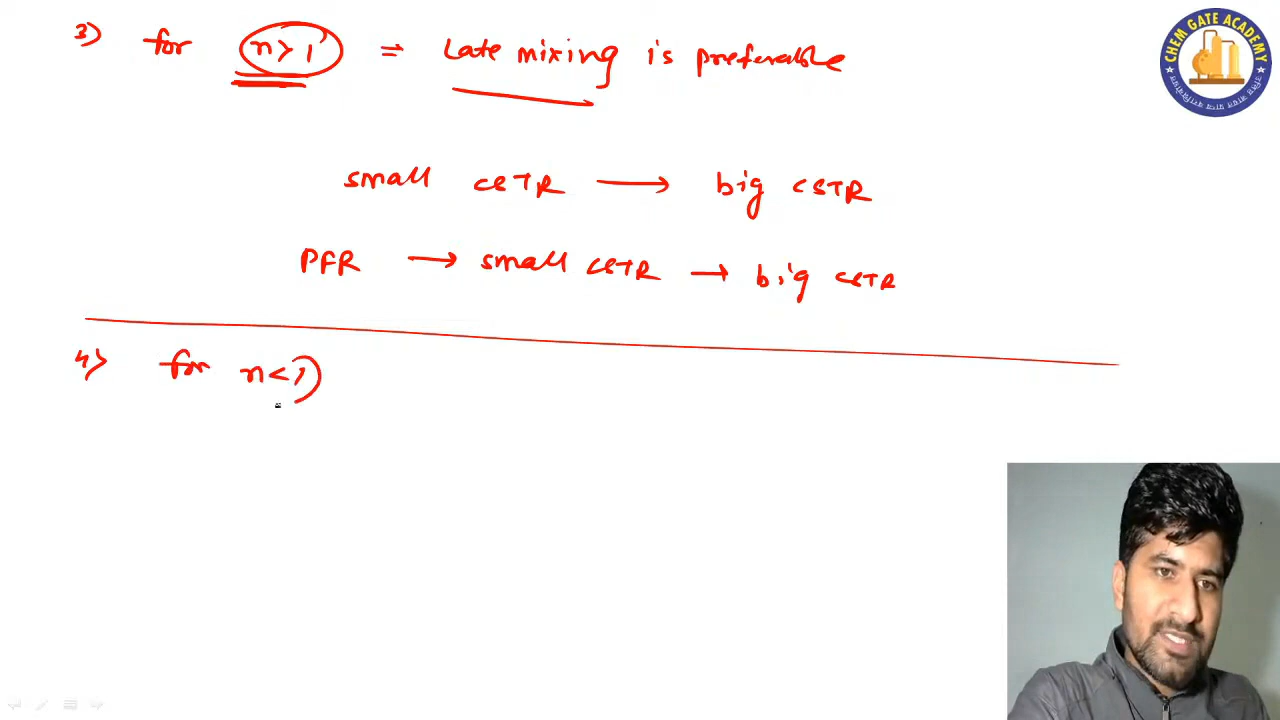 3) for n>1 = Late mixing is preferable
CHEM GATE ACADEMY
small CSTR → big CSTR
PFR → small CSTR → big CSTR
4) for n<1)